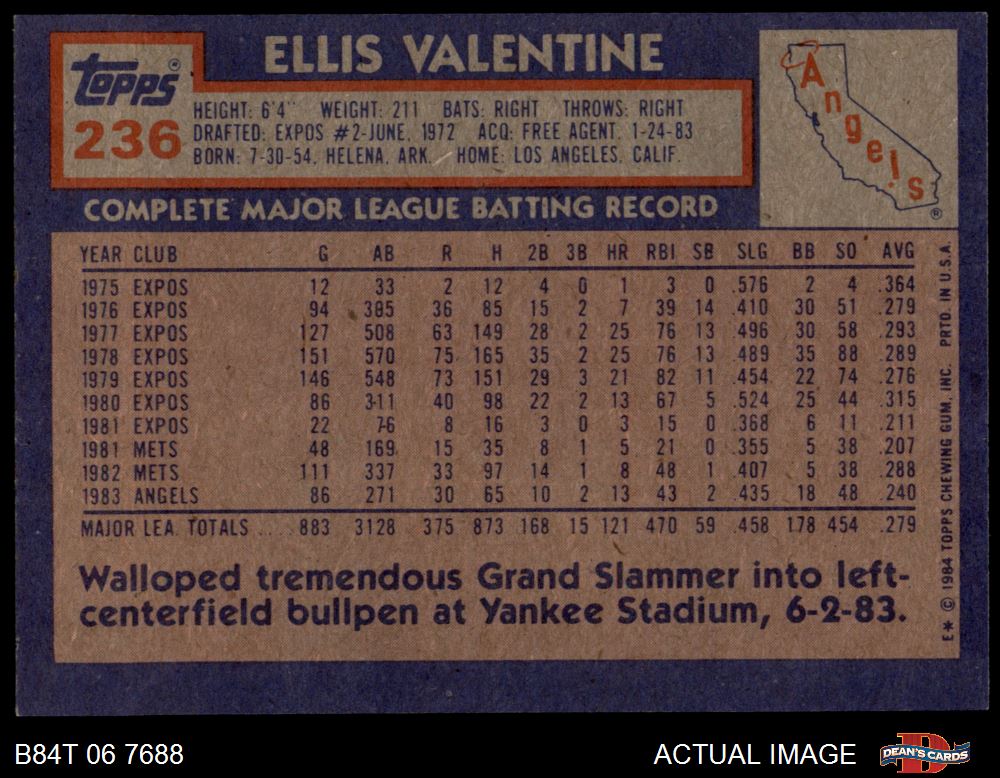 ELLIS VALENTINE
Topps®
236
HEIGHT: 6'4" WEIGHT: 211 BATS: RIGHT THROWS: RIGHT
DRAFTED: EXPOS #2-JUNE, 1972 ACQ: FREE AGENT, 1-24-83
BORN: 7-30-54, HELENA, ARK. HOME: LOS ANGELES, CALIF.
Angels ®
COMPLETE MAJOR LEAGUE BATTING RECORD
YEAR CLUB G AB R H 2B 3B HR RBI SB SLG BB SO AVG
1975 EXPOS 12 33 2 12 4 0 1 3 0 .576 2 4 .364
1976 EXPOS 94 305 36 85 15 2 7 39 14 .410 30 51 .279
1977 EXPOS 127 508 63 149 28 2 25 76 13 .496 30 58 .293
1978 EXPOS 151 570 75 165 35 2 25 76 13 .489 35 88 .289
1979 EXPOS 146 548 73 151 29 3 21 82 11 .454 22 74 .276
1980 EXPOS 86 311 40 98 22 2 13 67 5 .524 25 44 .315
1981 EXPOS 22 76 8 16 3 0 3 15 0 .368 6 11 .211
1981 METS 48 169 15 35 8 1 5 21 0 .355 5 38 .207
1982 METS 111 337 33 97 14 1 8 48 1 .407 5 38 .288
1983 ANGELS 86 271 30 65 10 2 13 43 2 .435 18 48 .240
MAJOR LEA. TOTALS .... 883 3128 375 873 168 15 121 470 59 .458 178 454 .279
Walloped tremendous Grand Slammer into left-
centerfield bullpen at Yankee Stadium, 6-2-83.
E* © 1984 TOPPS CHEWING GUM, INC. PRTD. IN U.S.A.
B84T 06 7688
ACTUAL IMAGE
D
DEAN'S CARDS